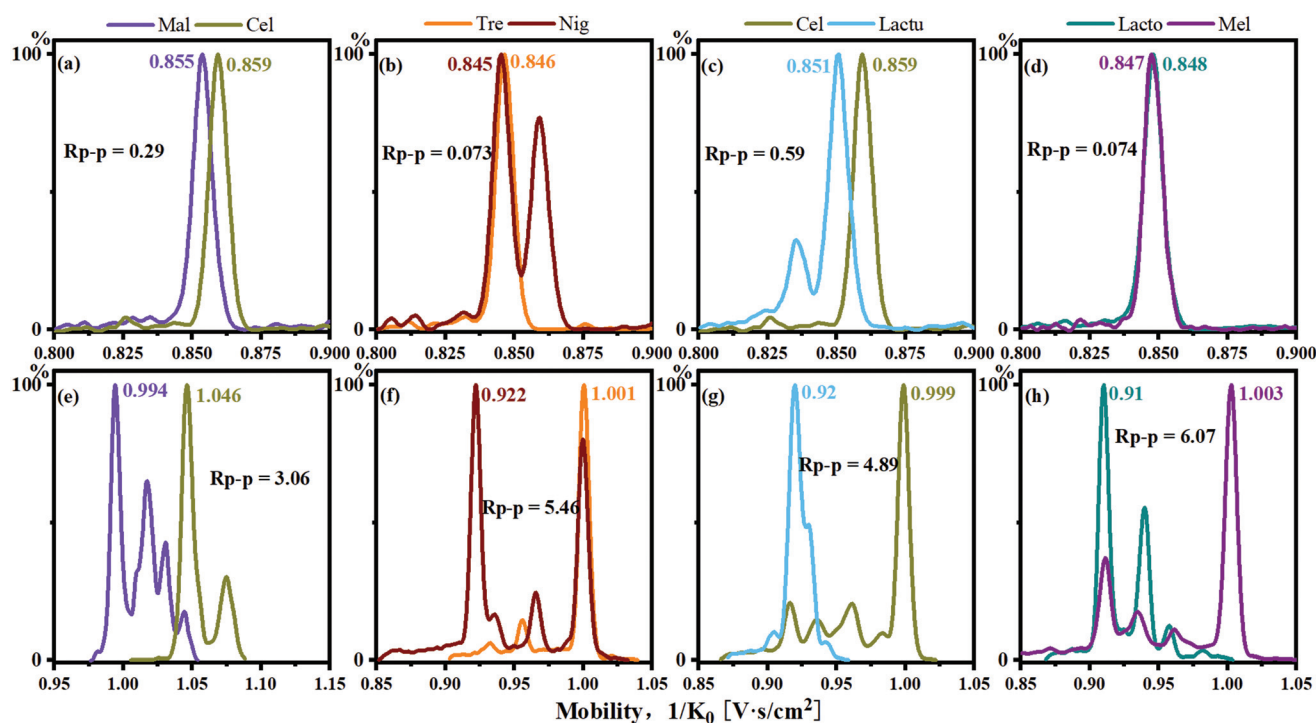 Mal Cel Tre Nig Cel Lactu Lacto Mel
% % % %
100 100 100 100
(a) 0.855 0.859 (b) 0.845 0.846 (c) 0.851 0.859 (d) 0.847 0.848
Rp-p = 0.29 Rp-p = 0.073 Rp-p = 0.59 Rp-p = 0.074
0 0 0 0
0.800 0.825 0.850 0.875 0.900 0.800 0.825 0.850 0.875 0.900 0.800 0.825 0.850 0.875 0.900 0.800 0.825 0.850 0.875 0.900
% % % %
100 100 100 100
(e) 0.994 1.046 (f) 0.922 1.001 (g) 0.92 0.999 (h) 0.91 1.003
Rp-p = 3.06 Rp-p = 5.46 Rp-p = 4.89 Rp-p = 6.07
0 0 0 0
0.95 1.00 1.05 1.10 1.15 0.85 0.90 0.95 1.00 1.05 0.85 0.90 0.95 1.00 1.05 0.85 0.90 0.95 1.00 1.05
Mobility, 1/K₀ [V·s/cm²]